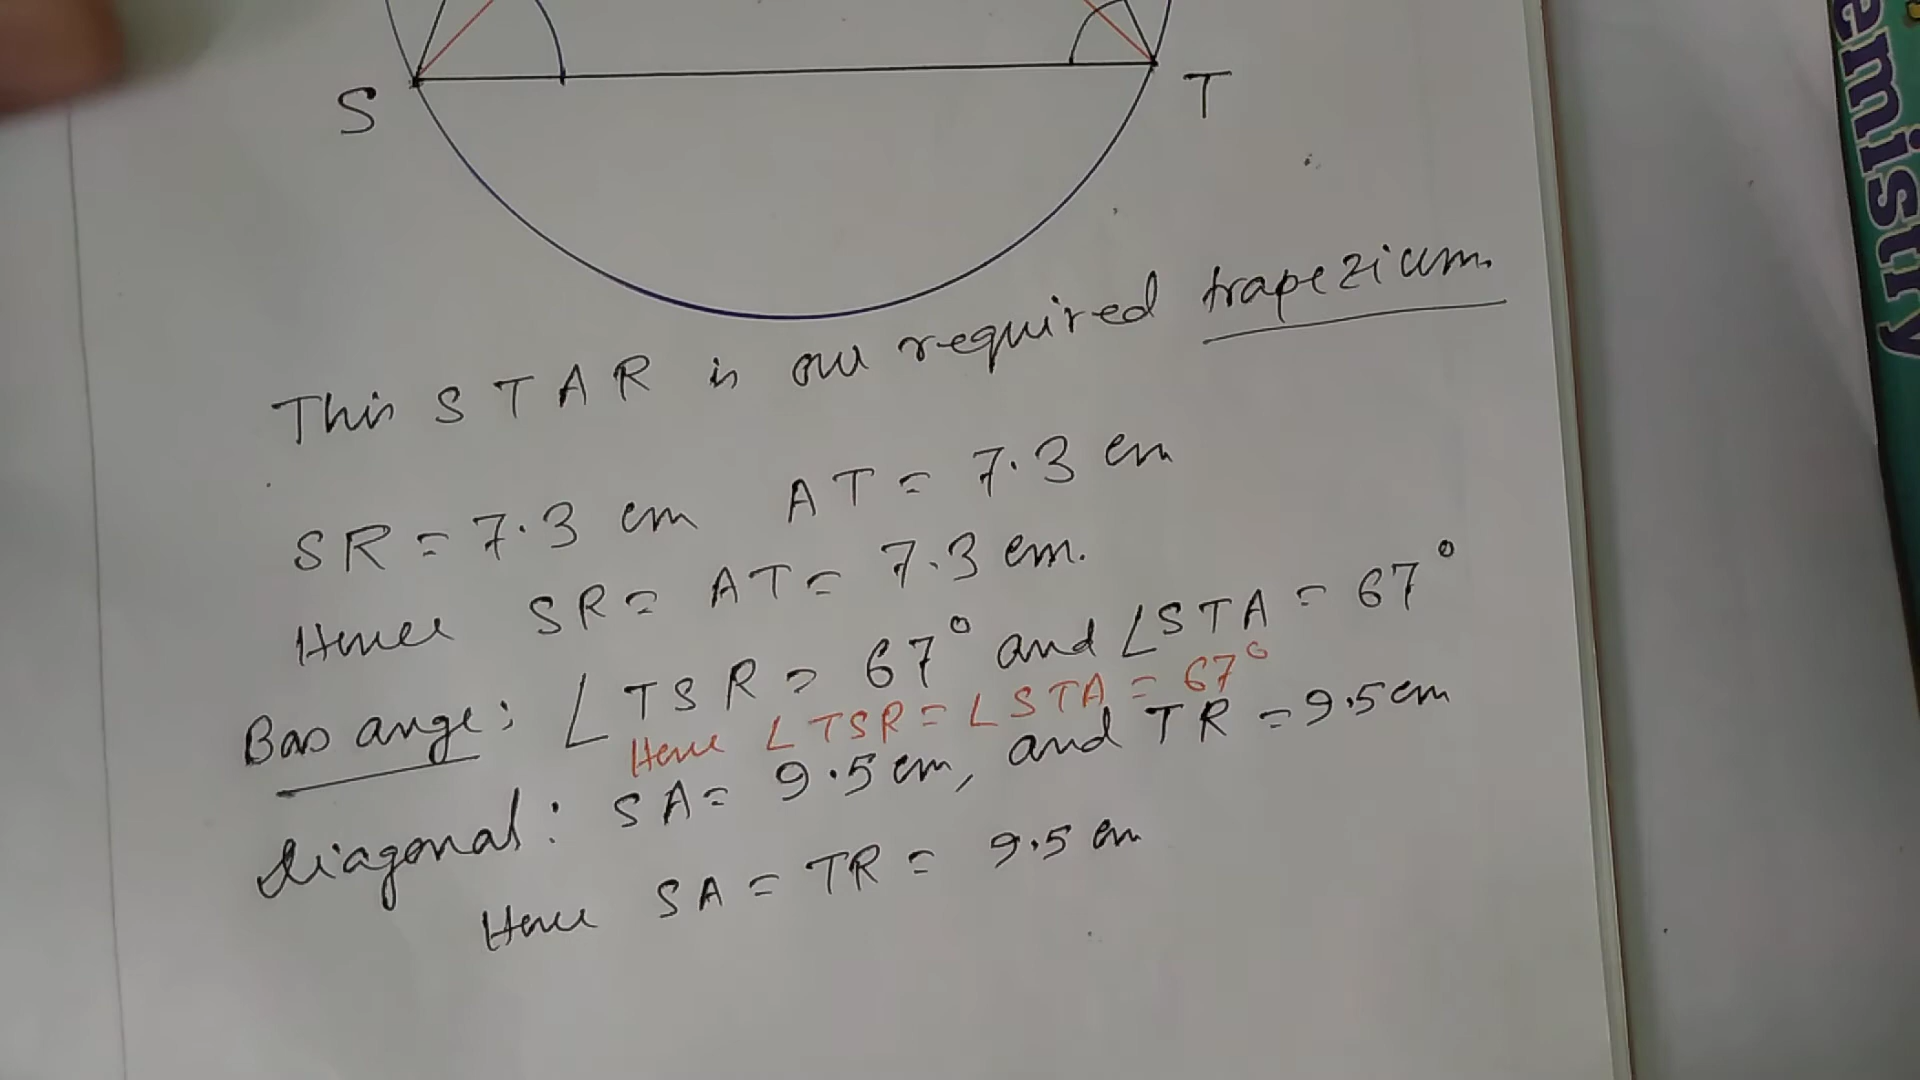 S
T
This STAR is our required trapezium.
SR = 7.3 cm AT = 7.3 cm
Hence SR = AT = 7.3 cm.
Bas ange: ∠TSR = 67° and ∠STA = 67°
Hence ∠TSR = ∠STA = 67°
Diagonal: SA = 9.5 cm, and TR = 9.5 cm
Hence SA = TR = 9.5 cm
emistry